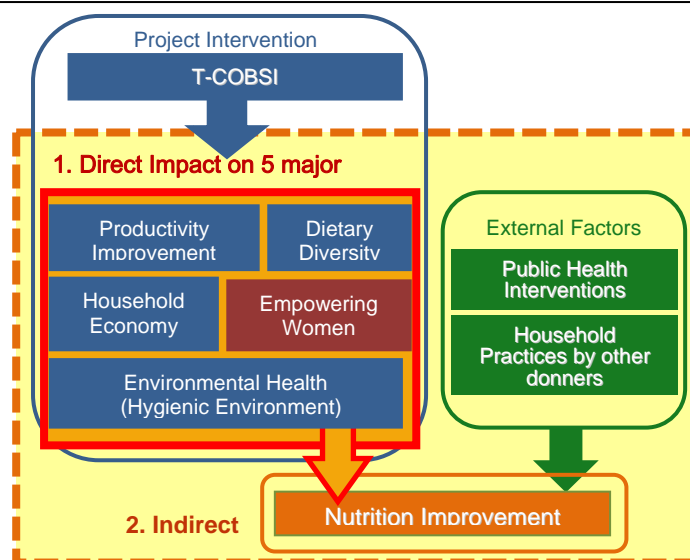 Project Intervention
T-COBSI
1. Direct Impact on 5 major
Productivity
Improvement
Dietary
Diversity
Household
Economy
Empowering
Women
Environmental Health
(Hygienic Environment)
External Factors
Public Health
Interventions
Household
Practices by other
donners
2. Indirect
Nutrition Improvement